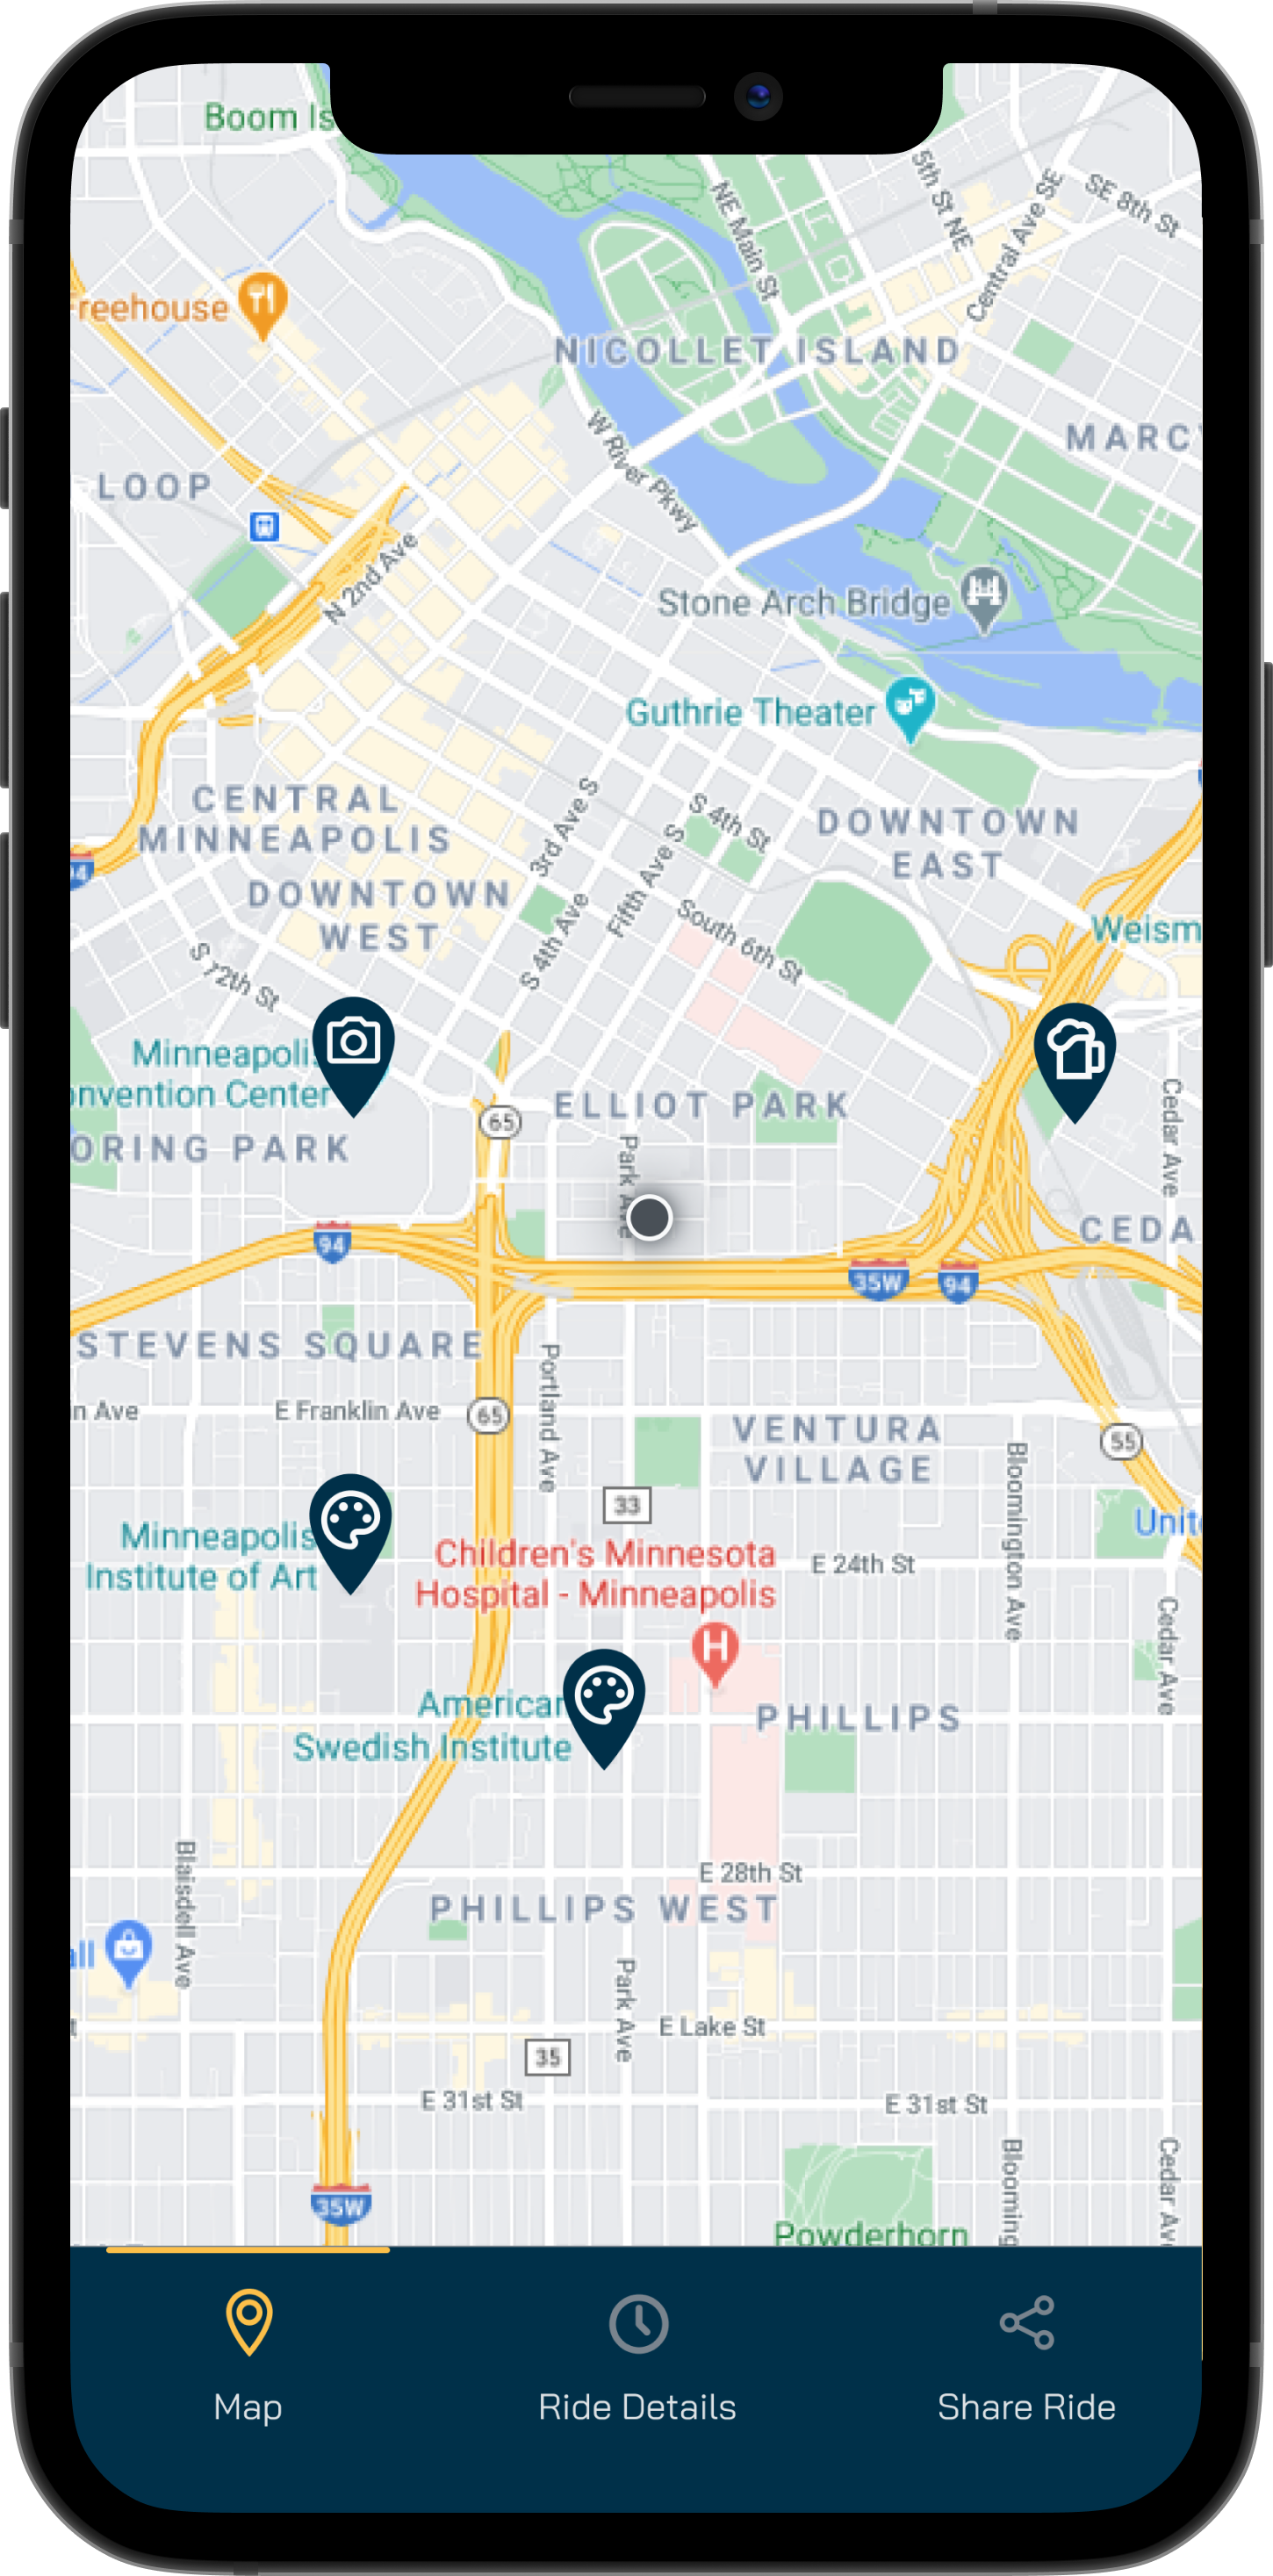 Boom Is
5th St NE
SE 8th St
NE Main St
Central Ave SE
reehouse
NICOLLET ISLAND
W River Pkwy
MARCY
LOOP
N 2nd Ave
Stone Arch Bridge
Guthrie Theater
CENTRAL
MINNEAPOLIS
3rd Ave S
S 4th St
DOWNTOWN
EAST
Fifth Ave S
94
DOWNTOWN
WEST
S 4th Ave
South 6th St
Weism
S 12th St
Minneapolis
onvention Center
ELLIOT PARK
65
Cedar Ave
ORING PARK
Park Ave
94
CEDA
35W
94
STEVENS SQUARE
Portland Ave
n Ave
E Franklin Ave
65
VENTURA
VILLAGE
55
Bloomington Ave
33
Minneapolis
Institute of Art
Children's Minnesota
Hospital - Minneapolis
H
E 24th St
Unite
Cedar Ave
American
Swedish Institute
PHILLIPS
Blaisdell Ave
E 28th St
PHILLIPS WEST
all
Park Ave
t
E Lake St
35
E 31st St
E 31st St
Blooming
Cedar Av
35W
Powderhorn
Map
Ride Details
Share Ride